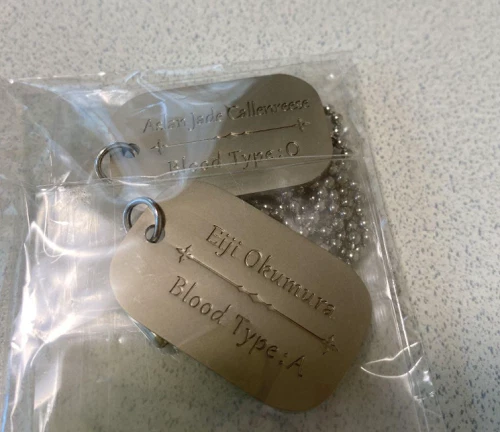 Aslan Jade Callenreese
Blood Type:O
Eiji Okumura
Blood Type:A